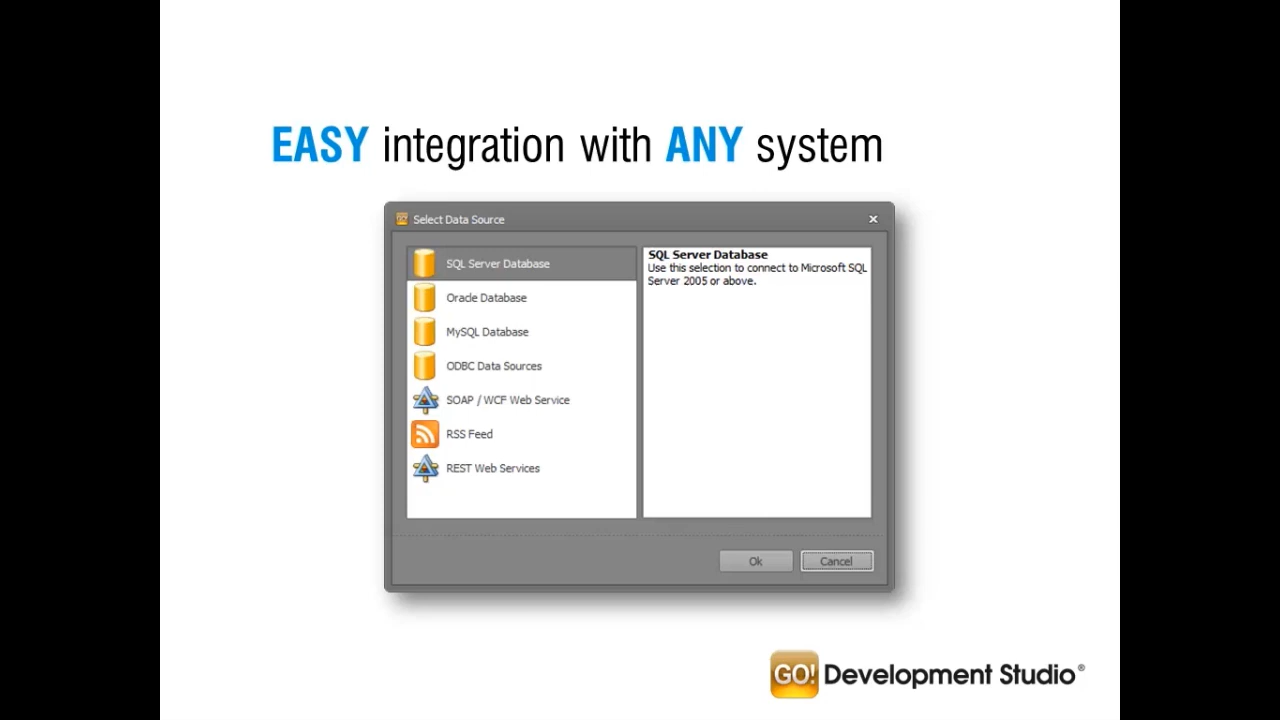 EASY integration with ANY system
GO! Select Data Source
SQL Server Database
Oracle Database
MySQL Database
ODBC Data Sources
SOAP / WCF Web Service
RSS Feed
REST Web Services
SQL Server Database
Use this selection to connect to Microsoft SQL
Server 2005 or above.
Ok Cancel
GO! Development Studio®